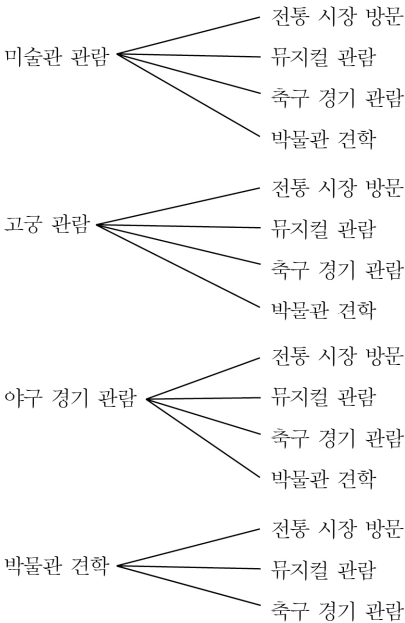 미술관 관람
전통 시장 방문
뮤지컬 관람
축구 경기 관람
박물관 견학
고궁 관람
전통 시장 방문
뮤지컬 관람
축구 경기 관람
박물관 견학
야구 경기 관람
전통 시장 방문
뮤지컬 관람
축구 경기 관람
박물관 견학
박물관 견학
전통 시장 방문
뮤지컬 관람
축구 경기 관람